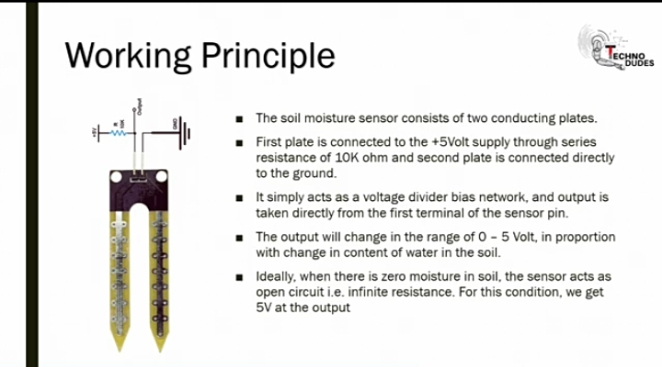 Working Principle
TECHNO
DUDES
Output
R
10K
+5V
GND
The soil moisture sensor consists of two conducting plates.
First plate is connected to the +5Volt supply through series
resistance of 10K ohm and second plate is connected directly
to the ground.
It simply acts as a voltage divider bias network, and output is
taken directly from the first terminal of the sensor pin.
The output will change in the range of 0 – 5 Volt, in proportion
with change in content of water in the soil.
Ideally, when there is zero moisture in soil, the sensor acts as
open circuit i.e. infinite resistance. For this condition, we get
5V at the output